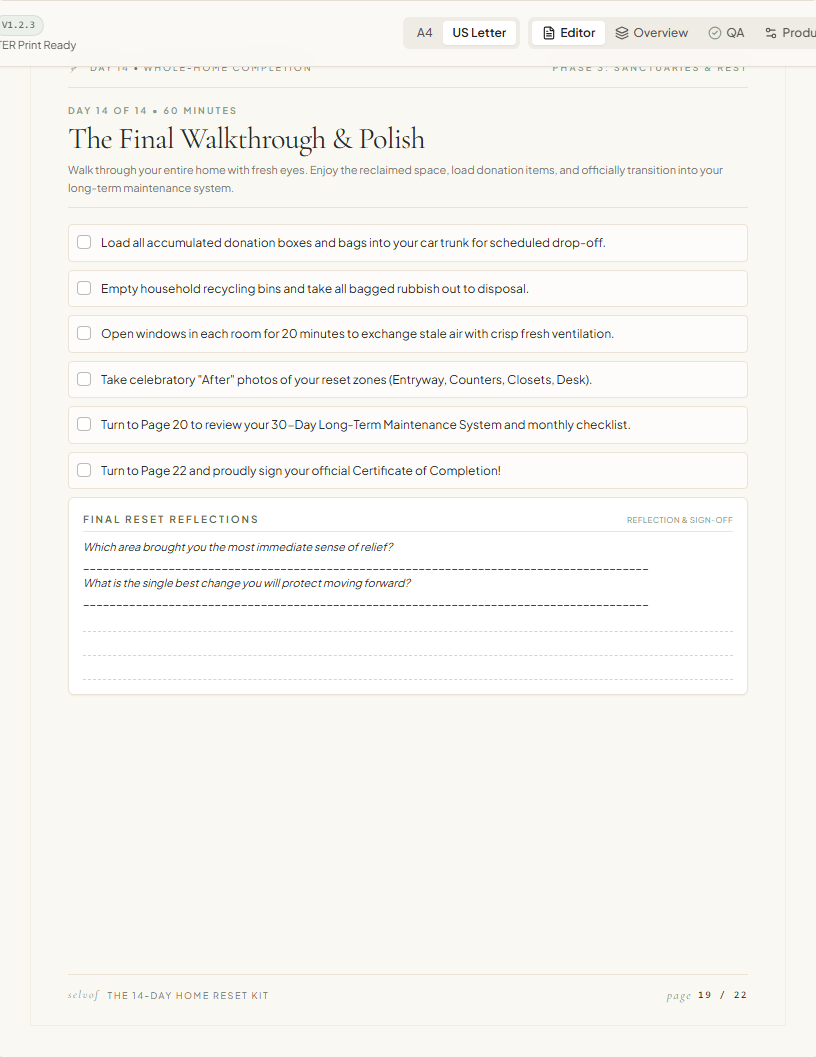 V1.2.3
TER Print Ready
A4
US Letter
Editor
Overview
QA
Produ
DAY 14 • WHOLE-HOME COMPLETION
PHASE 3: SANCTUARIES & REST
DAY 14 OF 14 • 60 MINUTES
The Final Walkthrough & Polish
Walk through your entire home with fresh eyes. Enjoy the reclaimed space, load donation items, and officially transition into your
long-term maintenance system.
Load all accumulated donation boxes and bags into your car trunk for scheduled drop-off.
Empty household recycling bins and take all bagged rubbish out to disposal.
Open windows in each room for 20 minutes to exchange stale air with crisp fresh ventilation.
Take celebratory "After" photos of your reset zones (Entryway, Counters, Closets, Desk).
Turn to Page 20 to review your 30–Day Long-Term Maintenance System and monthly checklist.
Turn to Page 22 and proudly sign your official Certificate of Completion!
FINAL RESET REFLECTIONS
REFLECTION & SIGN-OFF
Which area brought you the most immediate sense of relief?
What is the single best change you will protect moving forward?
selvof THE 14-DAY HOME RESET KIT
page 19 / 22